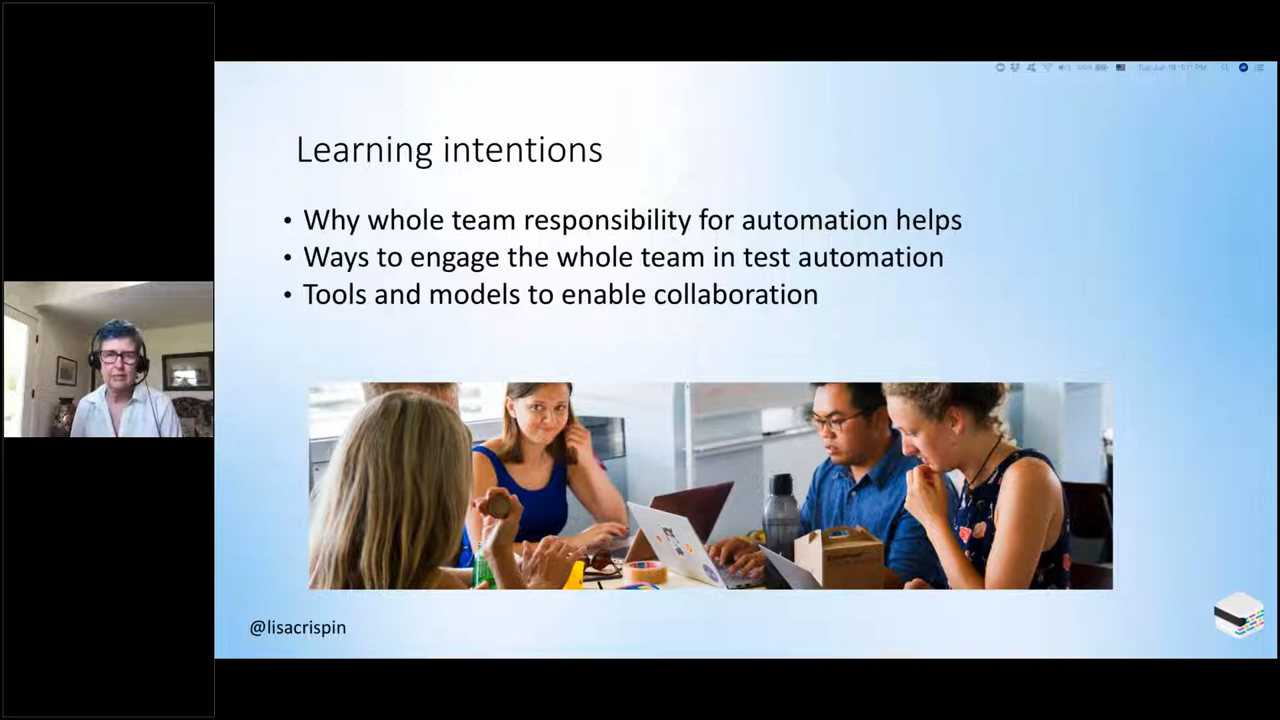 Learning intentions
• Why whole team responsibility for automation helps
• Ways to engage the whole team in test automation
• Tools and models to enable collaboration
@lisacrispin